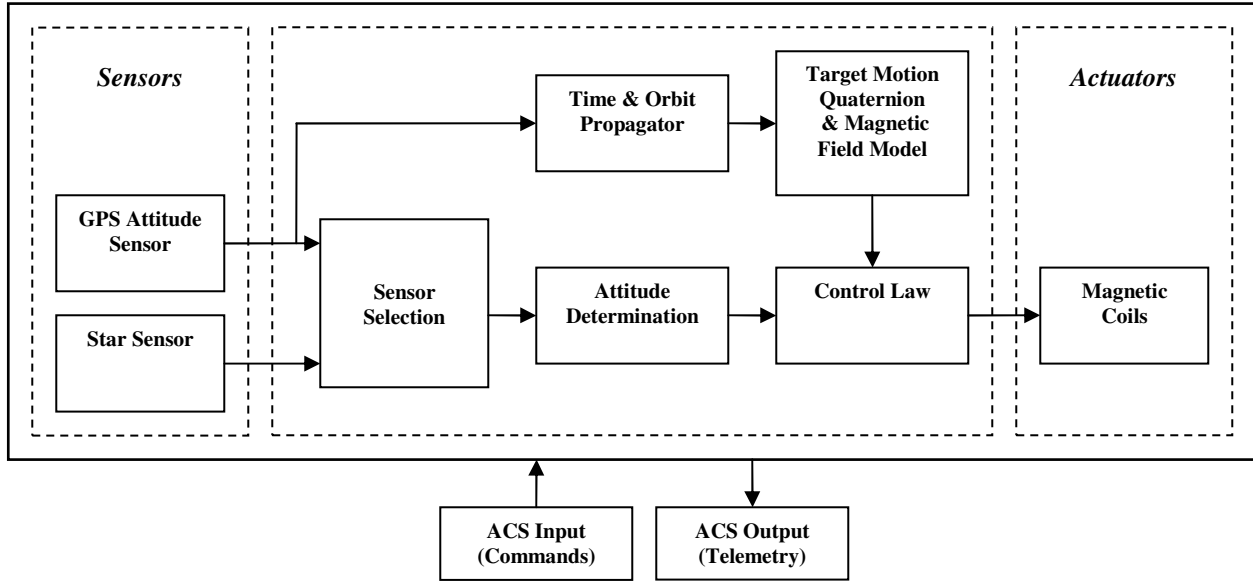 Sensors
GPS Attitude
Sensor
Star Sensor
Sensor
Selection
Time & Orbit
Propagator
Attitude
Determination
Target Motion
Quaternion
& Magnetic
Field Model
Control Law
Actuators
Magnetic
Coils
ACS Input
(Commands)
ACS Output
(Telemetry)